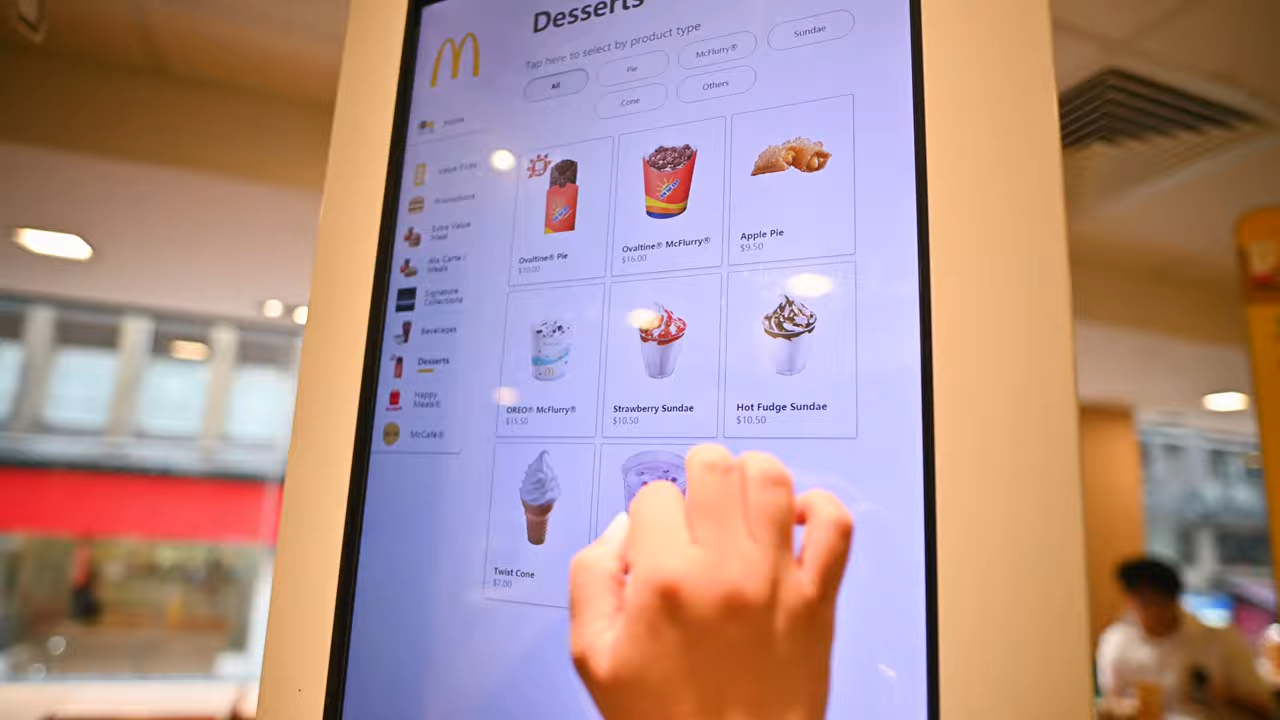 Desserts
Tap here to select by product type
All
Pie
McFlurry®
Sundae
Cone
Others
Home
Value Picks
Promotions
Extra Value
Meal
Ala Carte /
Meals
Signature
Collections
Beverages
Desserts
Happy
Meals®
McCafe®
Ovaltine® Pie
$10.00
Ovaltine® McFlurry®
$16.00
Apple Pie
$9.50
OREO® McFlurry®
$15.50
Strawberry Sundae
$10.50
Hot Fudge Sundae
$10.50
Twist Cone
$7.00